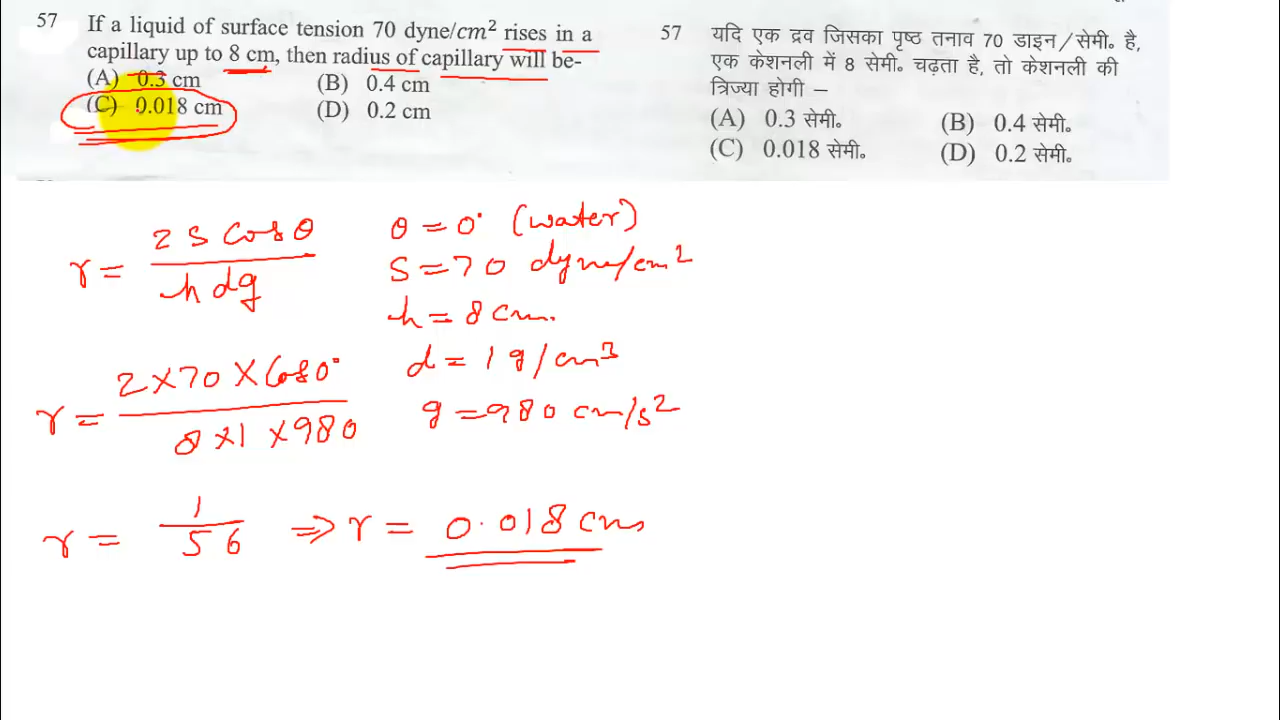 57 If a liquid of surface tension 70 dyne/cm² rises in a
capillary up to 8 cm, then radius of capillary will be-
(A) 0.3 cm (B) 0.4 cm
(C) 0.018 cm (D) 0.2 cm
57 यदि एक द्रव जिसका पृष्ठ तनाव 70 डाइन/सेमी। है,
एक केशनली में 8 सेमी। चढ़ता है, तो केशनली की
त्रिज्या होगी –
(A) 0.3 सेमी। (B) 0.4 सेमी।
(C) 0.018 सेमी। (D) 0.2 सेमी।
r = 2 S Cos θ / h d g
θ = 0° (water)
S = 70 dyne/cm²
h = 8 cm.
d = 1 g/cm³
g = 980 cm/s²
r = 2 × 70 × Cos 0° / 8 × 1 × 980
r = 1 / 56 ⇒ r = 0.018 cm